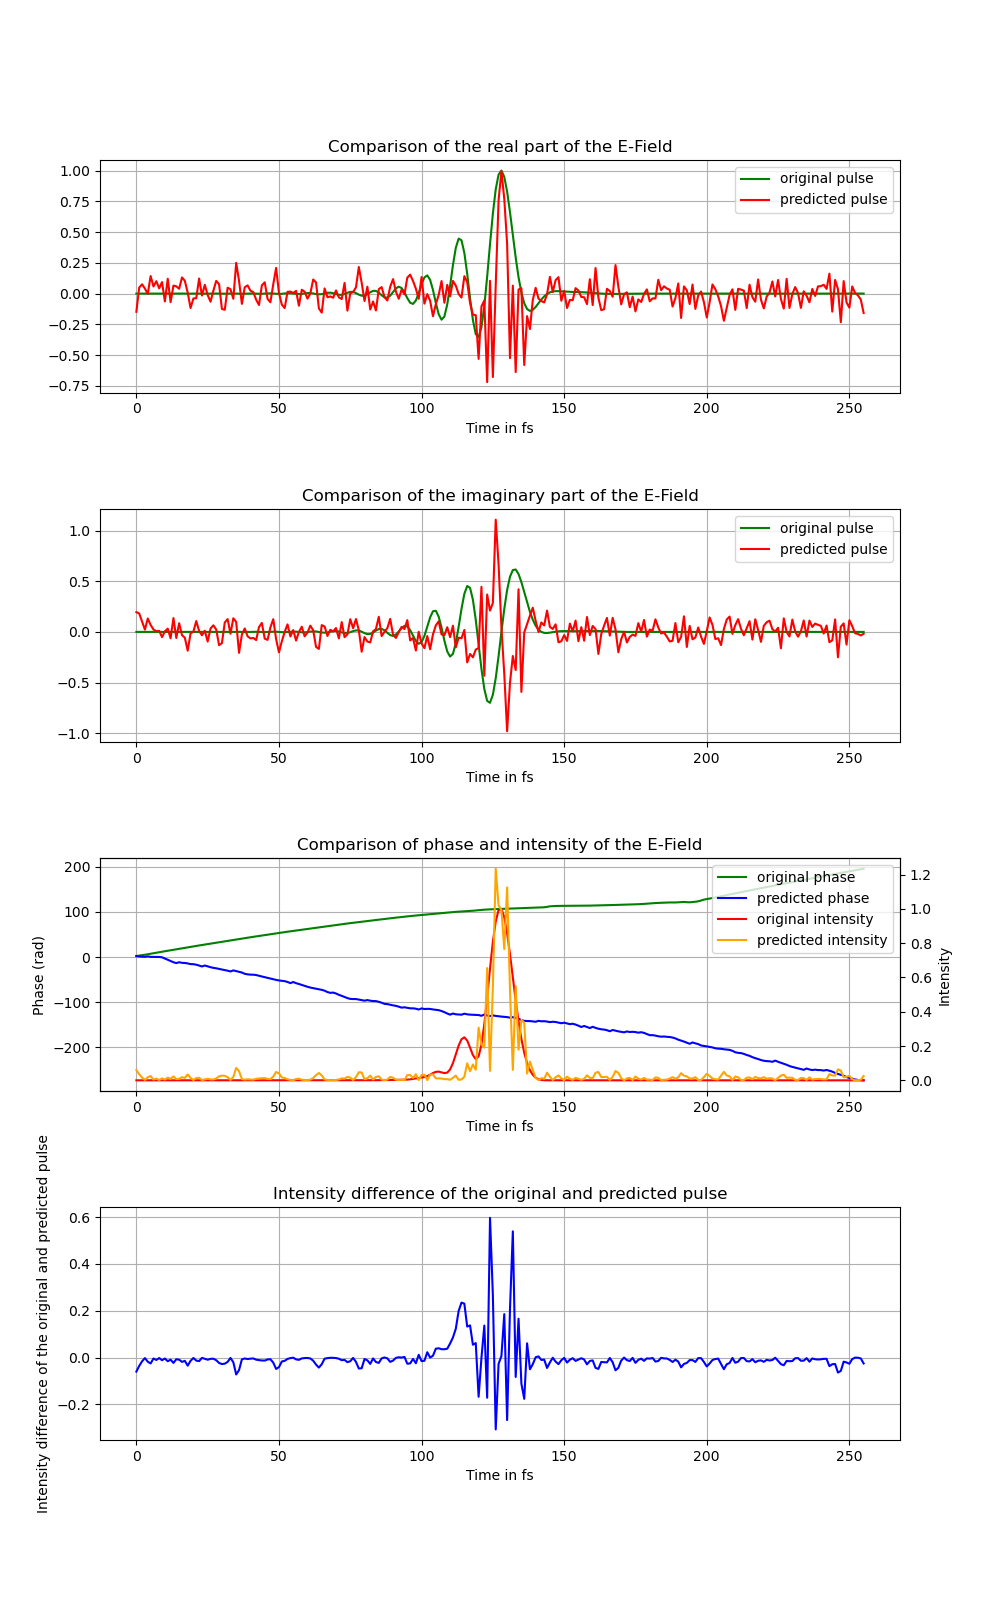 Comparison of the real part of the E-Field
1.00
0.75
0.50
0.25
0.00
−0.25
−0.50
−0.75
original pulse
predicted pulse
0 50 100 150 200 250
Time in fs
Comparison of the imaginary part of the E-Field
1.0
0.5
0.0
−0.5
−1.0
original pulse
predicted pulse
0 50 100 150 200 250
Time in fs
Comparison of phase and intensity of the E-Field
Phase (rad)
200
100
0
−100
−200
original phase
predicted phase
original intensity
predicted intensity
1.2
1.0
0.8
0.6
0.4
0.2
0.0
Intensity
0 50 100 150 200 250
Time in fs
Intensity difference of the original and predicted pulse
Intensity difference of the original and predicted pulse
0.6
0.4
0.2
0.0
−0.2
0 50 100 150 200 250
Time in fs